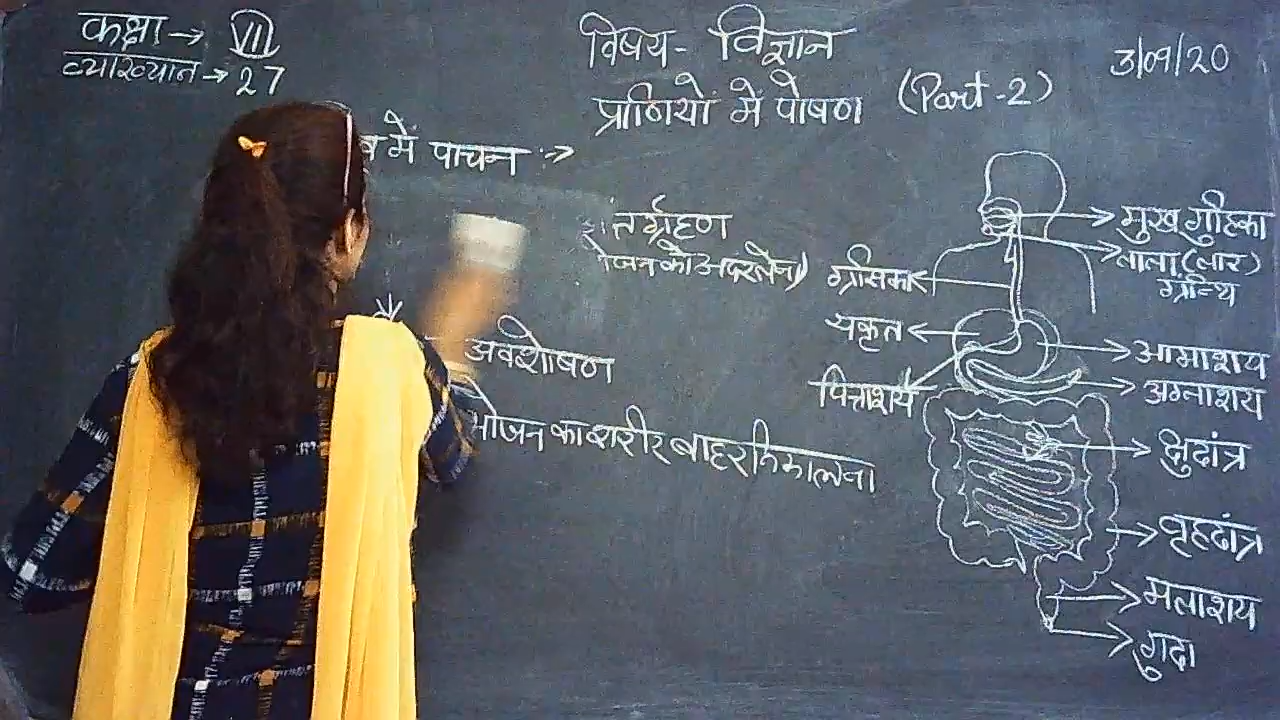 कक्षा → VII
व्याख्यान → 27
विषय - विज्ञान
प्राणियों में पोषण (Part-2)
3/09/20
में पाचन :->
र्ग्रहण
अवशोषण
भोजन का शरीर बाहर निकालना
मुख गुहिका
लाला (लार)
ग्रन्थि
ग्रसिका
यकृत
पित्ताशय
आमाशय
अग्नाशय
क्षुदांत्र
वृहदांत्र
मलाशय
गुदा